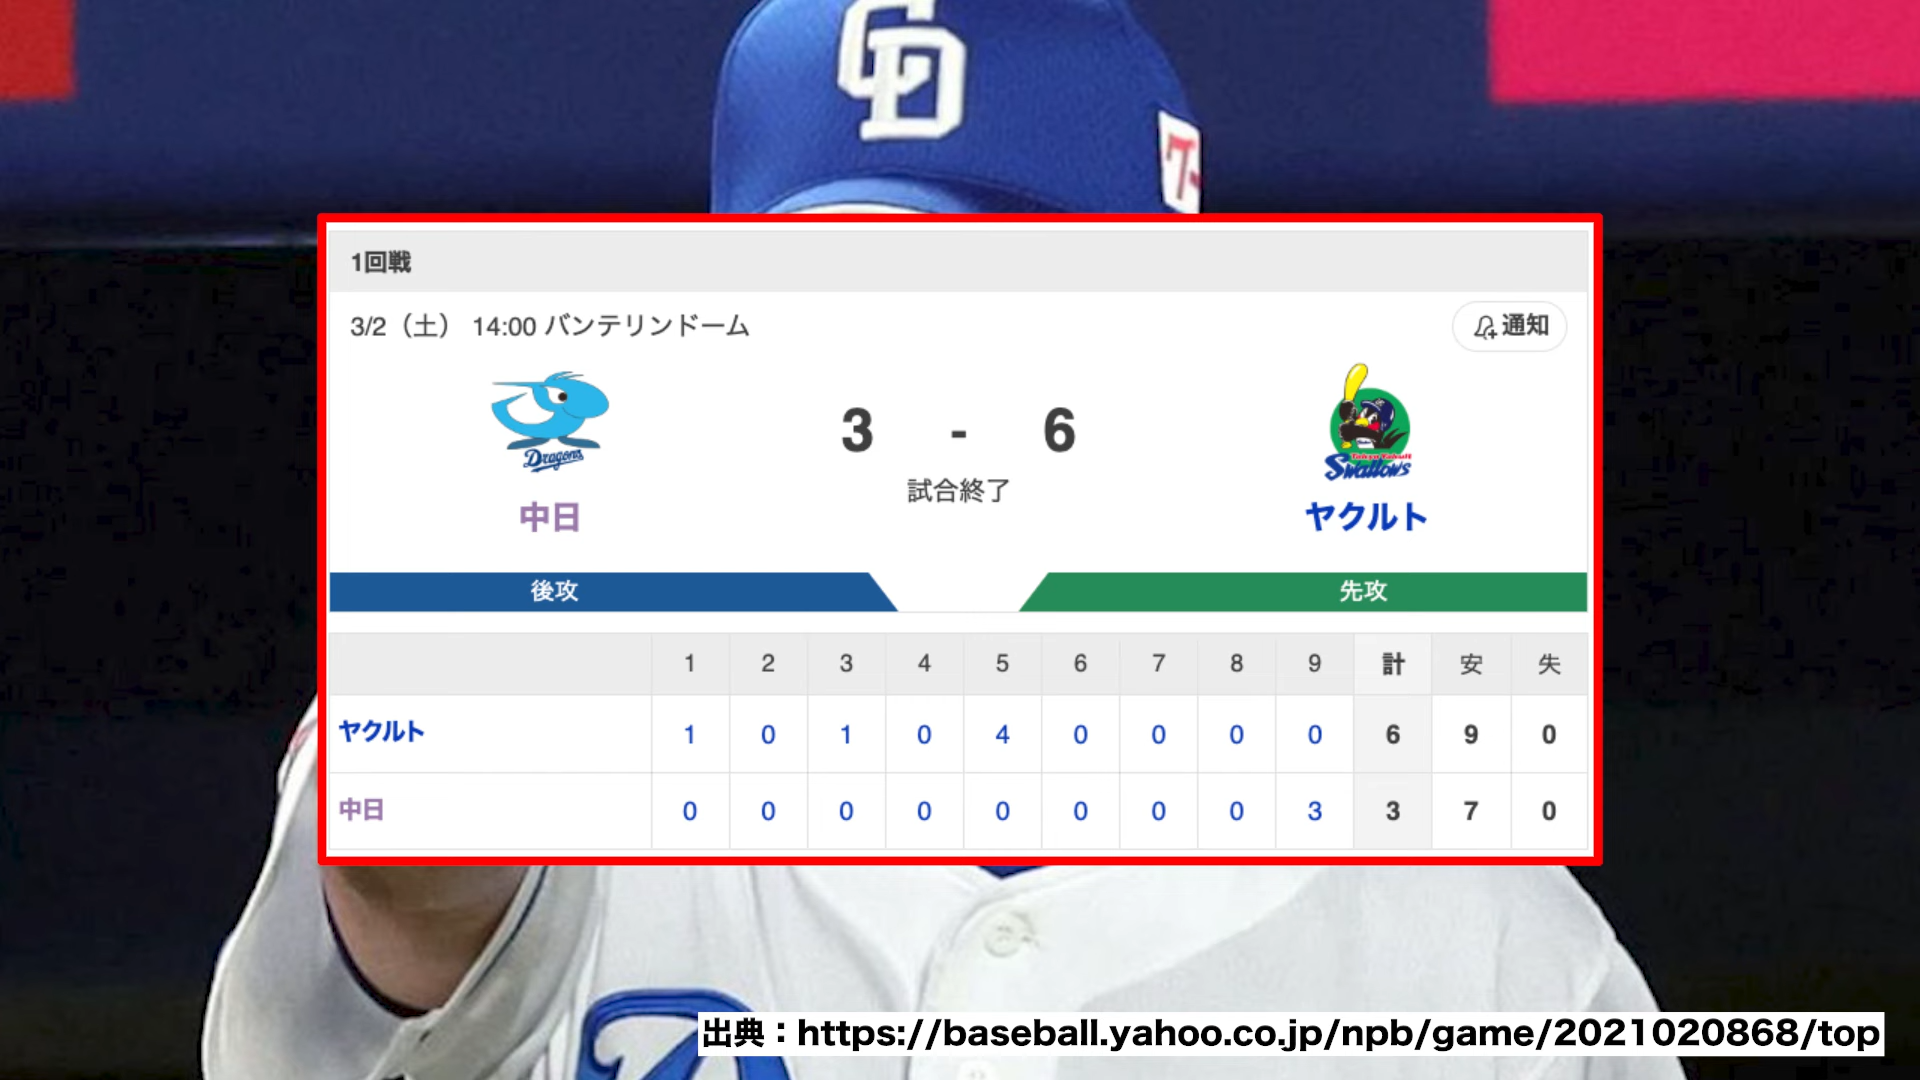 CD
1回戦
3/2（土） 14:00 バンテリンドーム
通知
Dragons
Tokyo Yakult
Swallows
3 - 6
試合終了
中日
ヤクルト
後攻
先攻
1 2 3 4 5 6 7 8 9 計 安 失
ヤクルト 1 0 1 0 4 0 0 0 0 6 9 0
中日 0 0 0 0 0 0 0 0 3 3 7 0
出典：https://baseball.yahoo.co.jp/npb/game/2021020868/top